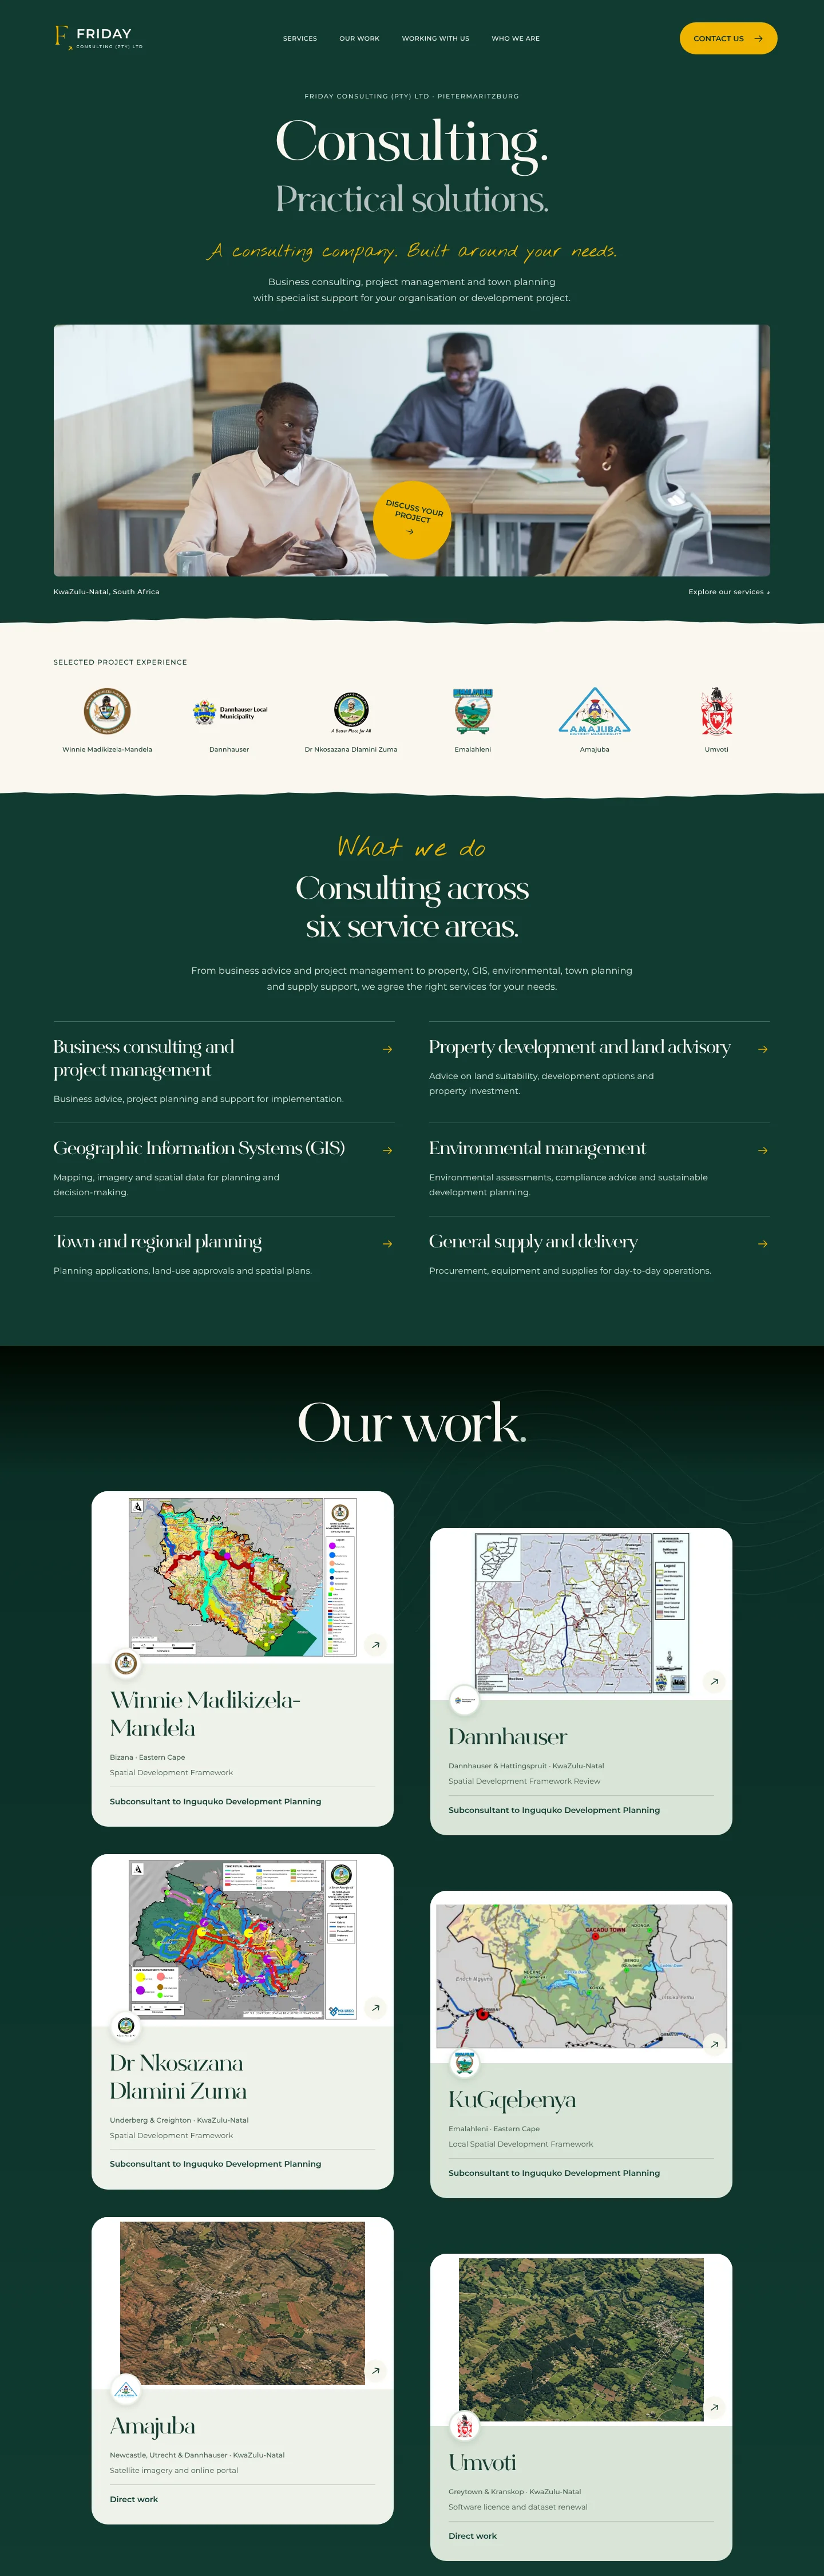 F FRIDAY
CONSULTING (PTY) LTD
SERVICES
OUR WORK
WORKING WITH US
WHO WE ARE
CONTACT US
FRIDAY CONSULTING (PTY) LTD · PIETERMARITZBURG
Consulting.
Practical solutions.
A consulting company. Built around your needs.
Business consulting, project management and town planning
with specialist support for your organisation or development project.
DISCUSS YOUR
PROJECT
KwaZulu-Natal, South Africa
Explore our services ↓
SELECTED PROJECT EXPERIENCE
Dannhauser Local
Municipality
A Better Place for All
EMALAHLENI
AMAJUBA
DISTRICT MUNICIPALITY
Winnie Madikizela-Mandela
Dannhauser
Dr Nkosazana Dlamini Zuma
Emalahleni
Amajuba
Umvoti
What we do
Consulting across
six service areas.
From business advice and project management to property, GIS, environmental, town planning
and supply support, we agree the right services for your needs.
Business consulting and
project management
Business advice, project planning and support for implementation.
Property development and land advisory
Advice on land suitability, development options and
property investment.
Geographic Information Systems (GIS)
Mapping, imagery and spatial data for planning and
decision-making.
Environmental management
Environmental assessments, compliance advice and sustainable
development planning.
Town and regional planning
Planning applications, land-use approvals and spatial plans.
General supply and delivery
Procurement, equipment and supplies for day-to-day operations.
Our work.
Winnie Madikizela-
Mandela
Bizana · Eastern Cape
Spatial Development Framework
Subconsultant to Inguquko Development Planning
Dannhauser
Dannhauser & Hattingspruit · KwaZulu-Natal
Spatial Development Framework Review
Subconsultant to Inguquko Development Planning
Dr Nkosazana
Dlamini Zuma
Underberg & Creighton · KwaZulu-Natal
Spatial Development Framework
Subconsultant to Inguquko Development Planning
CACADU TOWN
KuGqebenya
Emalahleni · Eastern Cape
Local Spatial Development Framework
Subconsultant to Inguquko Development Planning
Amajuba
Newcastle, Utrecht & Dannhauser · KwaZulu-Natal
Satellite imagery and online portal
Direct work
Umvoti
Greytown & Kranskop · KwaZulu-Natal
Software licence and dataset renewal
Direct work